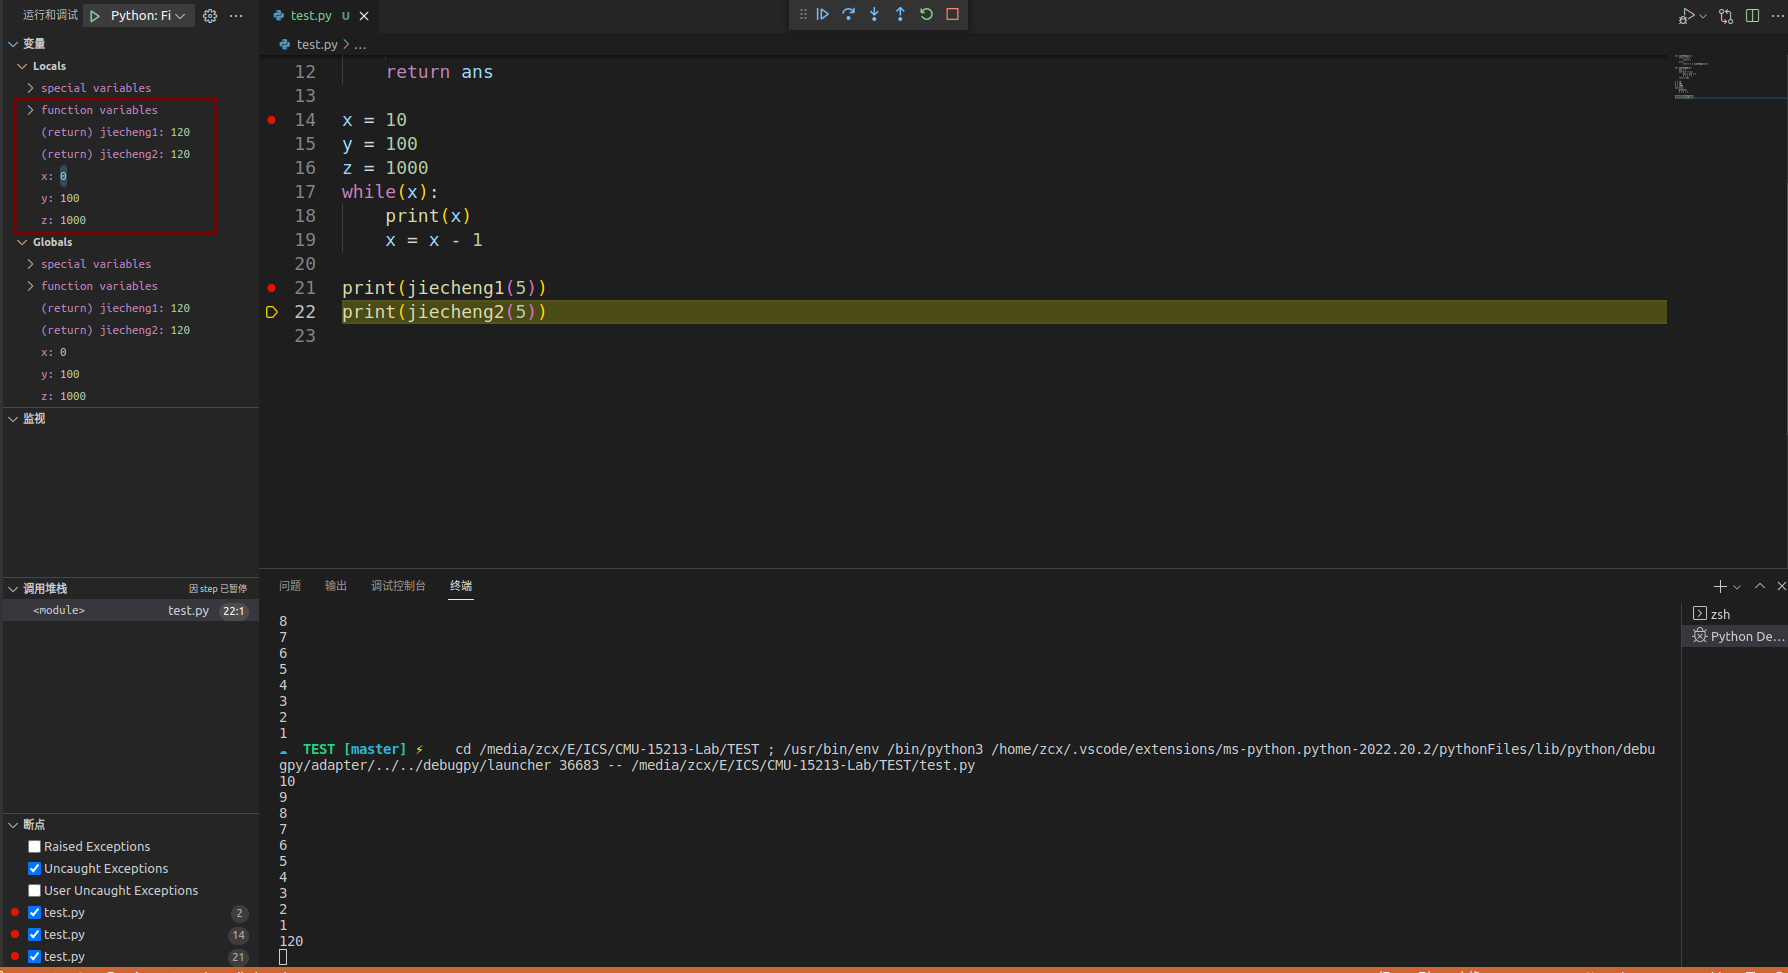 运行和调试 Python: Fi
变量
Locals
special variables
function variables
(return) jiecheng1: 120
(return) jiecheng2: 120
x: 0
y: 100
z: 1000
Globals
special variables
function variables
(return) jiecheng1: 120
(return) jiecheng2: 120
x: 0
y: 100
z: 1000
监视
调用堆栈 因 step 已暂停
<module> test.py 22:1
断点
Raised Exceptions
Uncaught Exceptions
User Uncaught Exceptions
test.py 2
test.py 14
test.py 21
test.py U
test.py > ...
12 return ans
13
14 x = 10
15 y = 100
16 z = 1000
17 while(x):
18 print(x)
19 x = x - 1
20
21 print(jiecheng1(5))
22 print(jiecheng2(5))
23
问题 输出 调试控制台 终端
8
7
6
5
4
3
2
1
TEST [master] ⚡ cd /media/zcx/E/ICS/CMU-15213-Lab/TEST ; /usr/bin/env /bin/python3 /home/zcx/.vscode/extensions/ms-python.python-2022.20.2/pythonFiles/lib/python/debu
gpy/adapter/../../debugpy/launcher 36683 -- /media/zcx/E/ICS/CMU-15213-Lab/TEST/test.py
10
9
8
7
6
5
4
3
2
1
120
zsh
Python De...